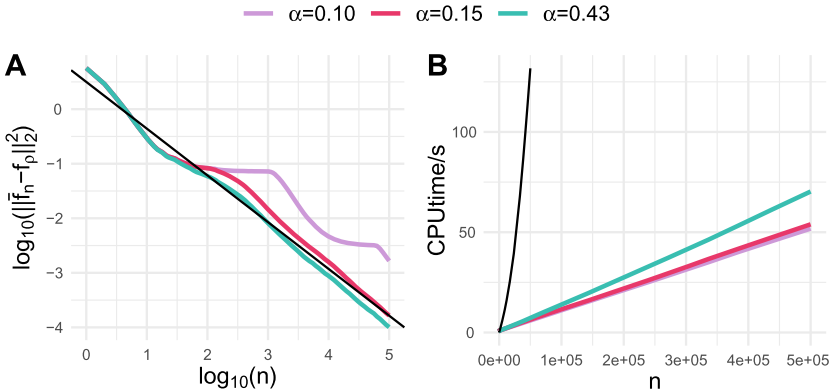 α=0.10 α=0.15 α=0.43
A
log10(||f̄n−fρ||22)
0
−1
−2
−3
−4
0 1 2 3 4 5
log10(n)
B
CPUtime/s
100
50
0
0e+00 1e+05 2e+05 3e+05 4e+05 5e+05
n